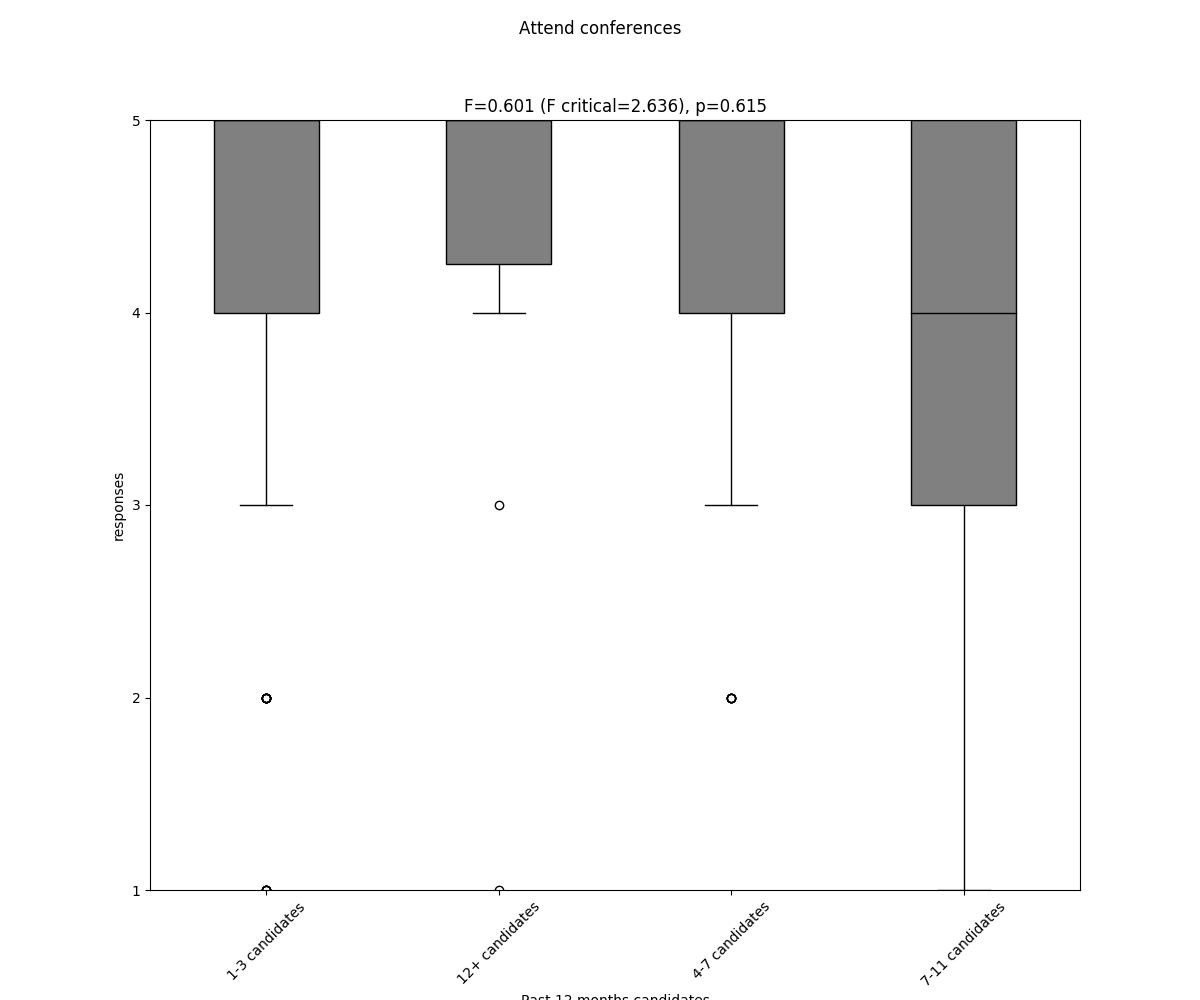 Attend conferences
F=0.601 (F critical=2.636), p=0.615
5
4
3
2
1
responses
1-3 candidates
12+ candidates
4-7 candidates
7-11 candidates
Past 12 months candidates